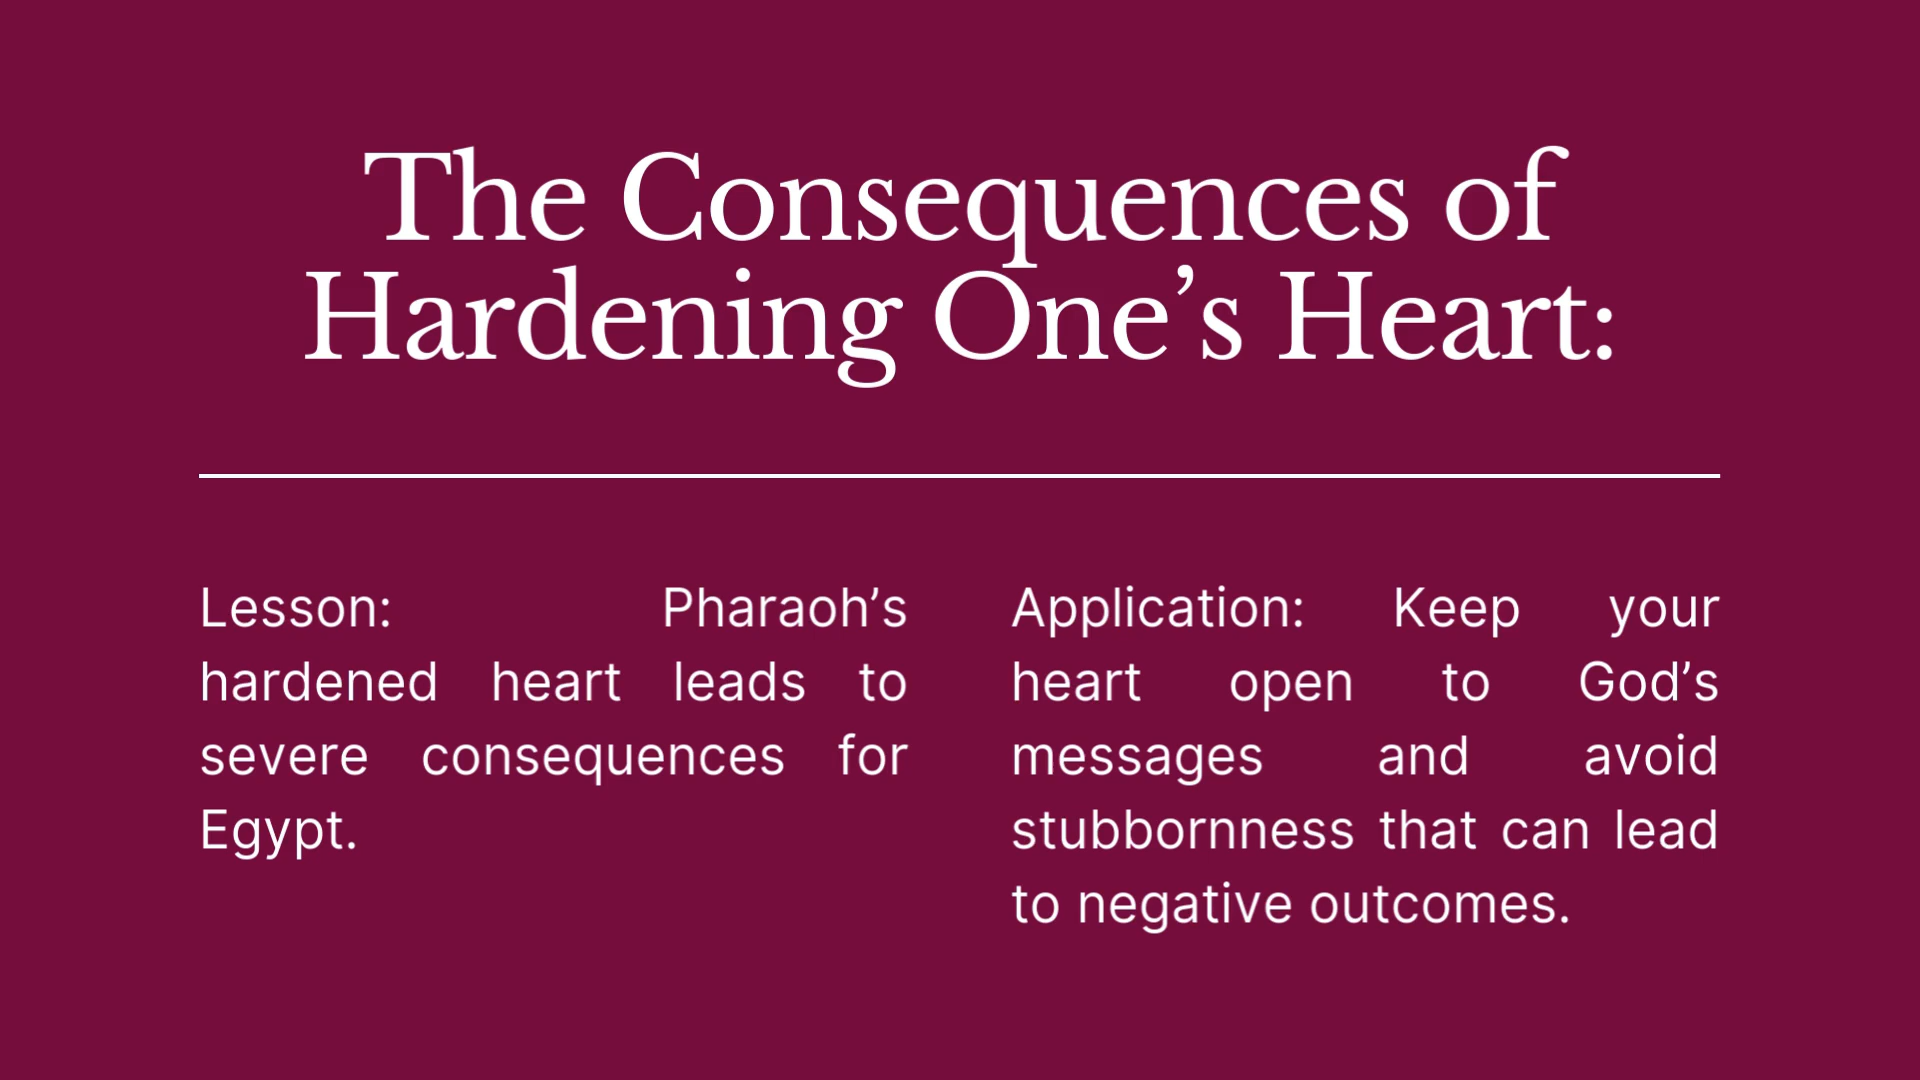 The Consequences of
Hardening One’s Heart:
Lesson: Pharaoh’s
hardened heart leads to
severe consequences for
Egypt.
Application: Keep your
heart open to God’s
messages and avoid
stubbornness that can lead
to negative outcomes.